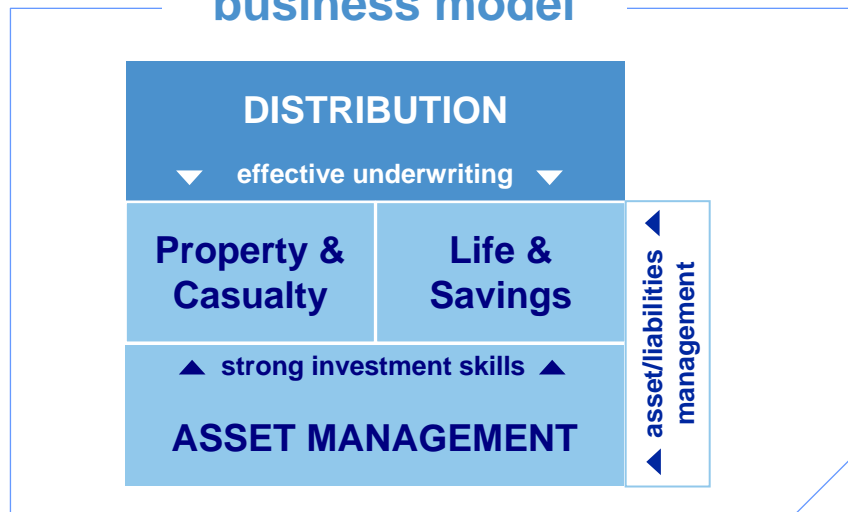 business model
DISTRIBUTION
effective underwriting
Property &
Casualty
Life &
Savings
strong investment skills
ASSET MANAGEMENT
asset/liabilities
management